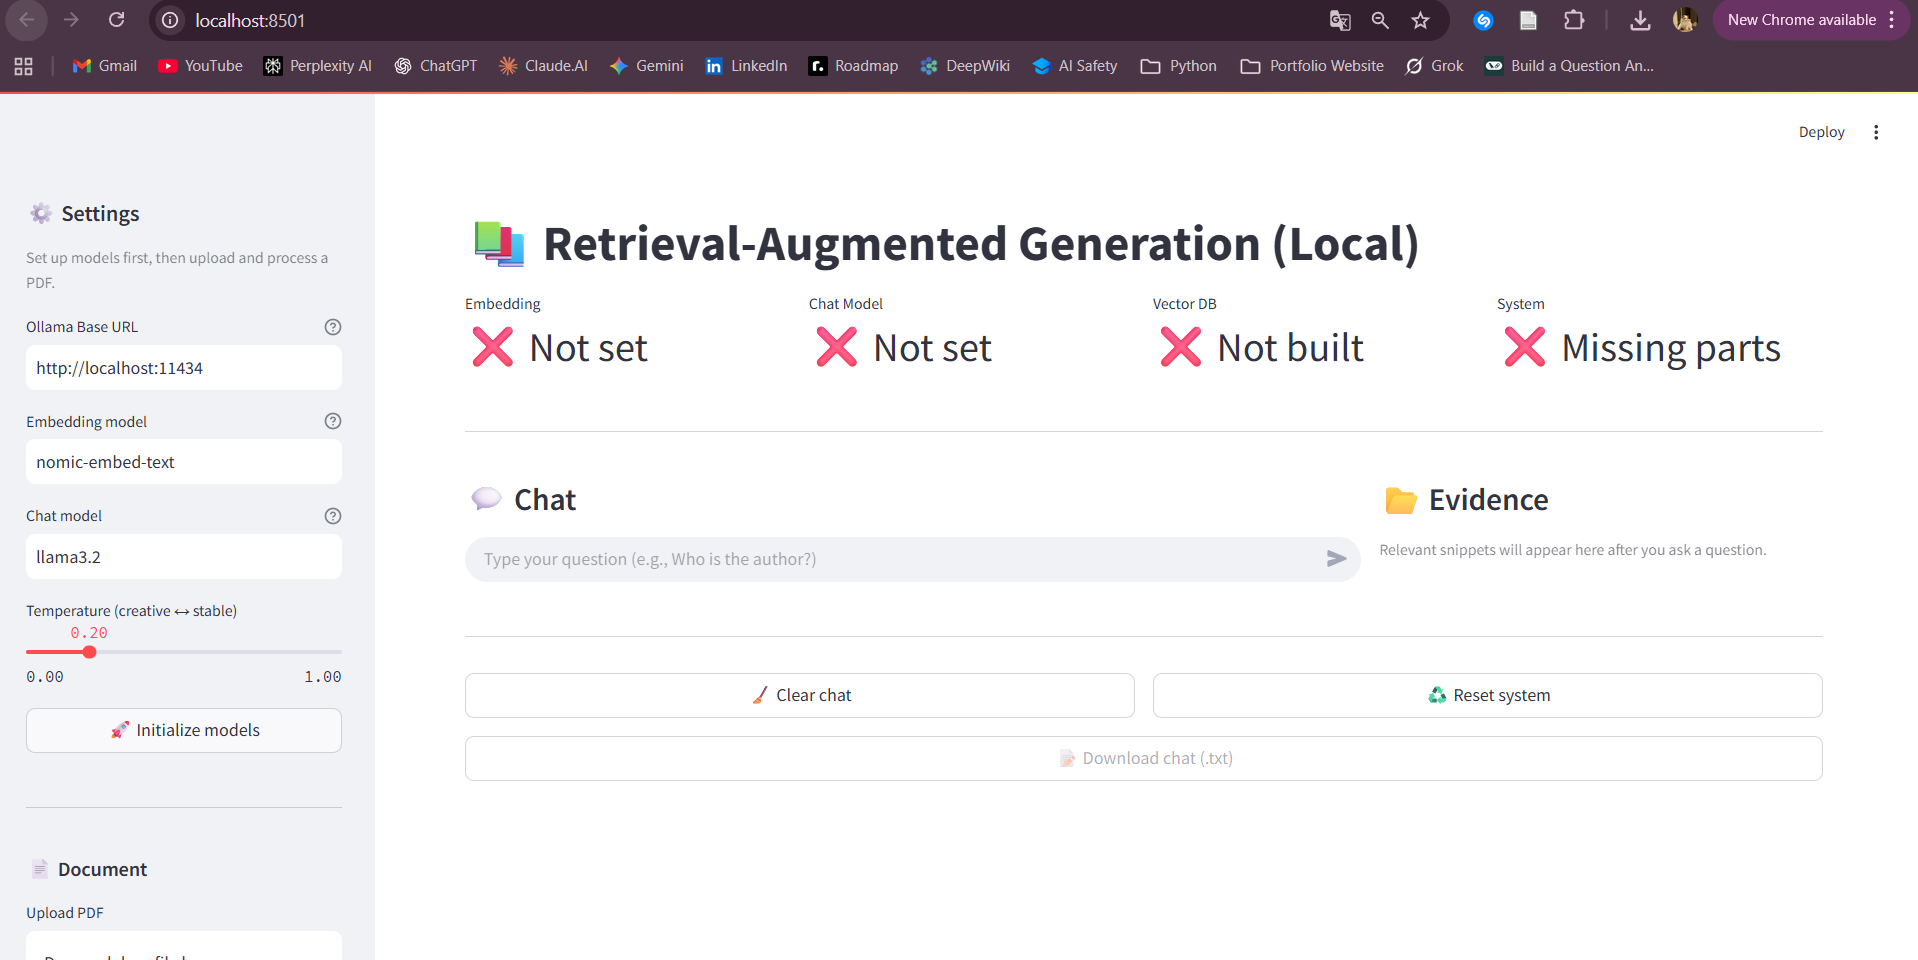 localhost:8501
New Chrome available
Gmail
YouTube
Perplexity AI
ChatGPT
Claude.AI
Gemini
LinkedIn
Roadmap
DeepWiki
AI Safety
Python
Portfolio Website
Grok
Build a Question An...
Deploy
Settings
Set up models first, then upload and process a
PDF.
Ollama Base URL
http://localhost:11434
Embedding model
nomic-embed-text
Chat model
llama3.2
Temperature (creative ↔ stable)
0.20
0.00
1.00
🚀 Initialize models
Document
Upload PDF
📚 Retrieval-Augmented Generation (Local)
Embedding
❌ Not set
Chat Model
❌ Not set
Vector DB
❌ Not built
System
❌ Missing parts
Chat
Type your question (e.g., Who is the author?)
Evidence
Relevant snippets will appear here after you ask a question.
Clear chat
Reset system
Download chat (.txt)